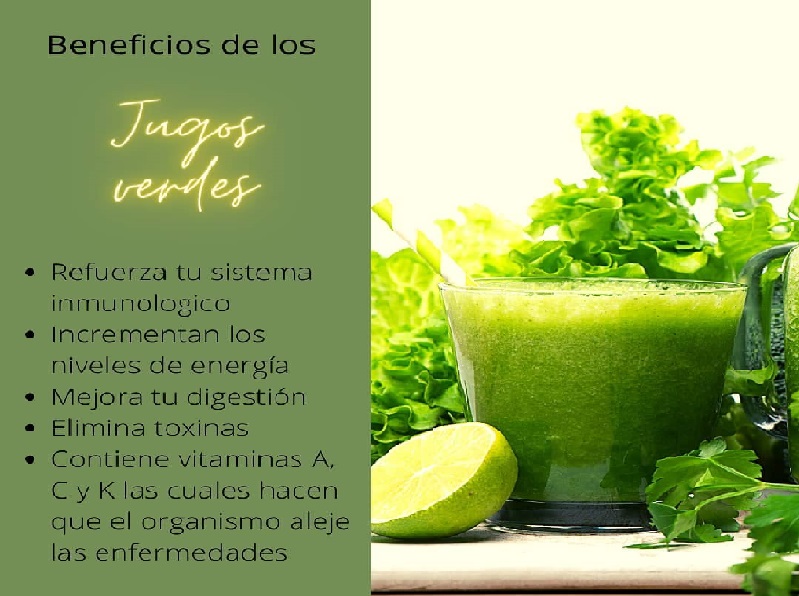 Beneficios de los
Jugos
verdes
• Refuerza tu sistema
inmunologico
• Incrementan los
niveles de energía
• Mejora tu digestión
• Elimina toxinas
• Contiene vitaminas A,
C y K las cuales hacen
que el organismo aleje
las enfermedades